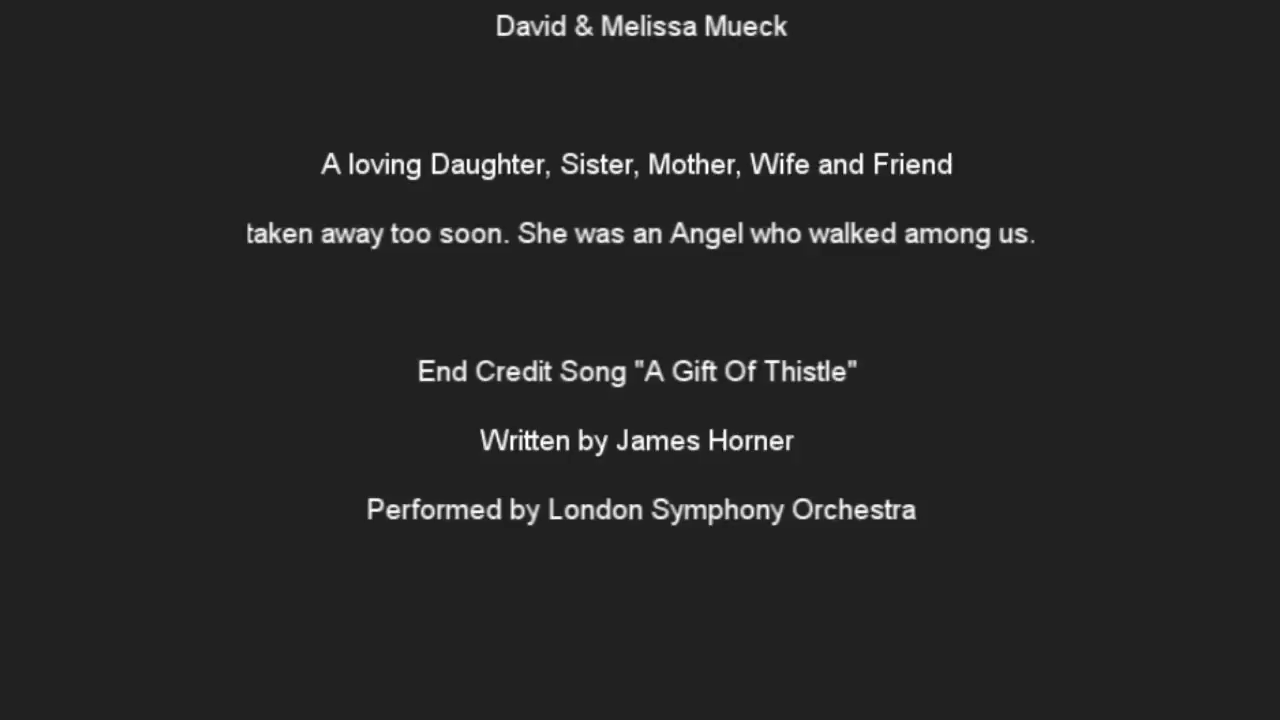 David & Melissa Mueck
A loving Daughter, Sister, Mother, Wife and Friend
taken away too soon. She was an Angel who walked among us.
End Credit Song "A Gift Of Thistle"
Written by James Horner
Performed by London Symphony Orchestra